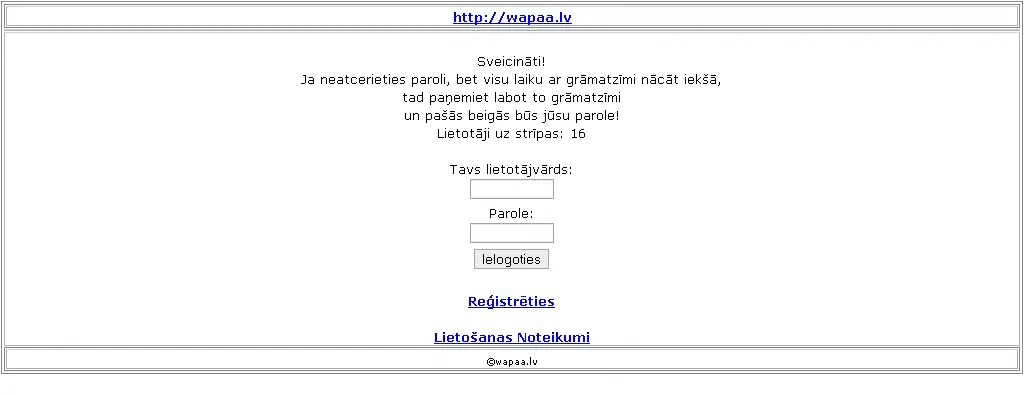 http://wapaa.lv
Sveicināti!
Ja neatcerieties paroli, bet visu laiku ar grāmatzīmi nācāt iekšā,
tad paņemiet labot to grāmatzīmi
un pašās beigās būs jūsu parole!
Lietotāji uz strīpas: 16
Tavs lietotājvārds:
Parole:
Ielogoties
Reģistrēties
Lietošanas Noteikumi
©wapaa.lv